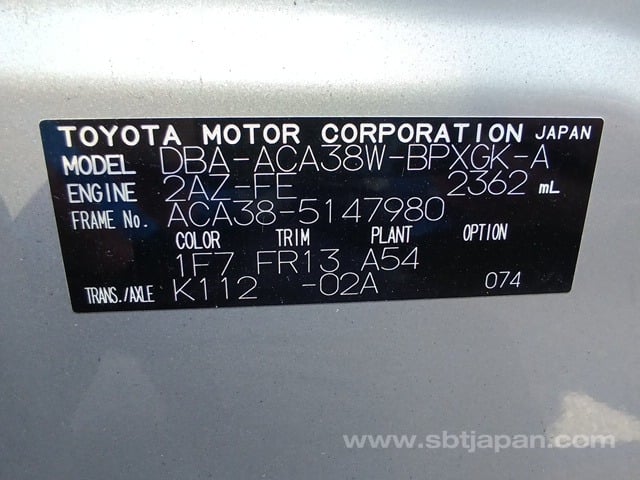 TOYOTA MOTOR CORPORATION JAPAN
MODEL DBA-ACA38W-BPXGK-A
ENGINE 2AZ-FE 2362 mL
FRAME No. ACA38-5147980
COLOR TRIM PLANT OPTION
1F7 FR13 A54
TRANS./AXLE K112 -02A 074
www.sbtjapan.com